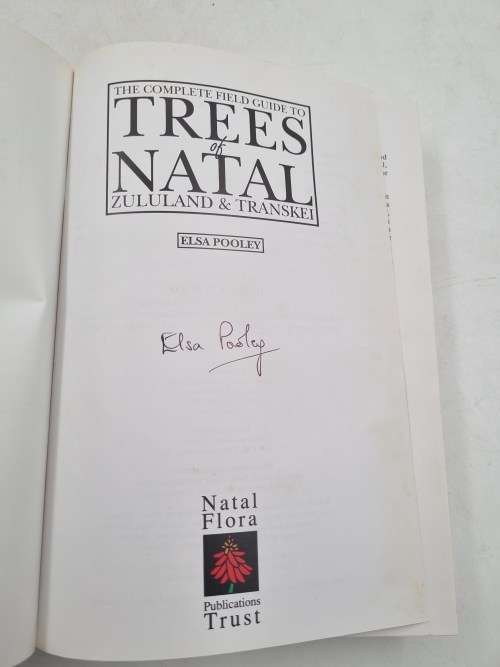 THE COMPLETE FIELD GUIDE TO
TREES
of
NATAL
ZULULAND & TRANSKEI
ELSA POOLEY
Elsa Pooley
Natal
Flora
Publications
Trust